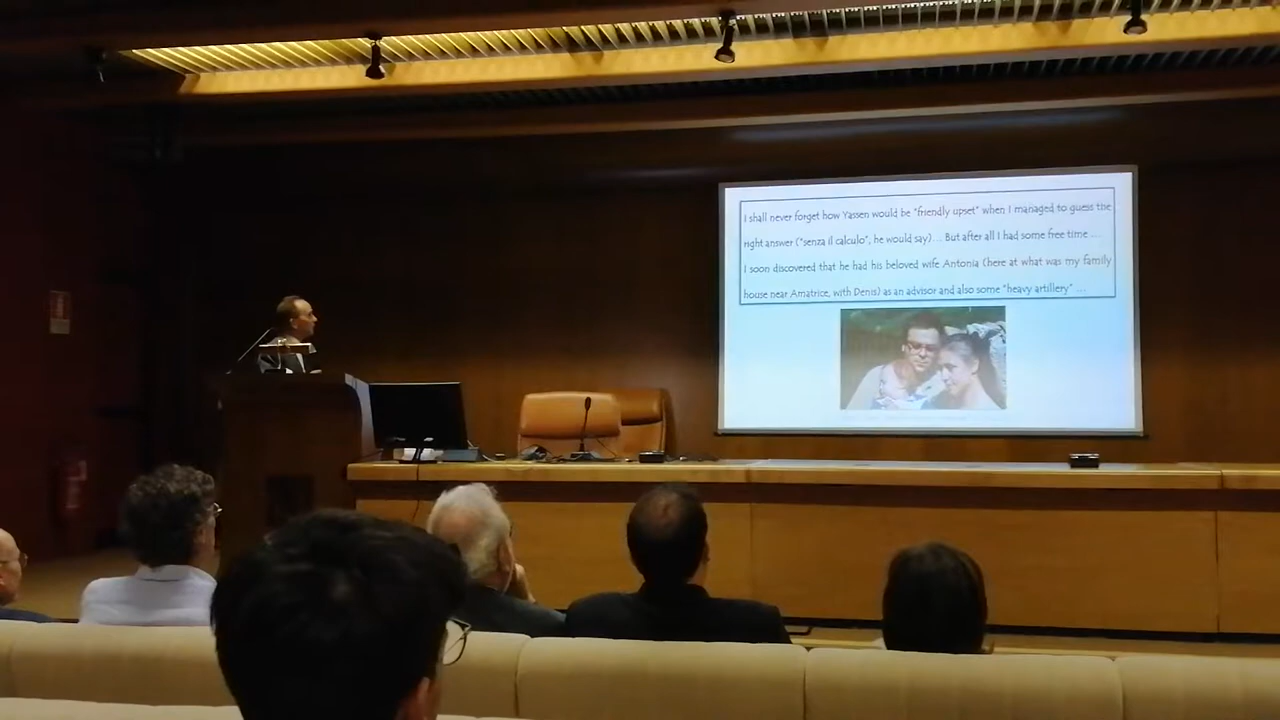 I shall never forget how Yassen would be "friendly upset" when I managed to guess the
right answer ("senza il calculo", he would say)... But after all I had some free time ...
I soon discovered that he had his beloved wife Antonia (here at what was my family
house near Amatrice, with Denis) as an advisor and also some "heavy artillery" ...